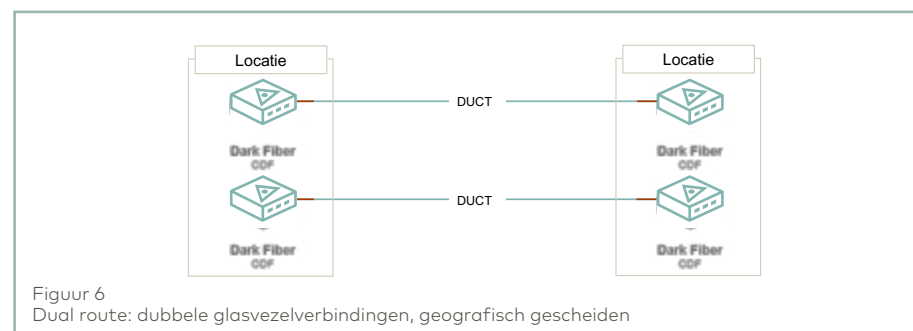 Locatie
Locatie
DUCT
Dark Fiber
CDF
Dark Fiber
CDF
DUCT
Dark Fiber
CDF
Dark Fiber
CDF
Figuur 6
Dual route: dubbele glasvezelverbindingen, geografisch gescheiden